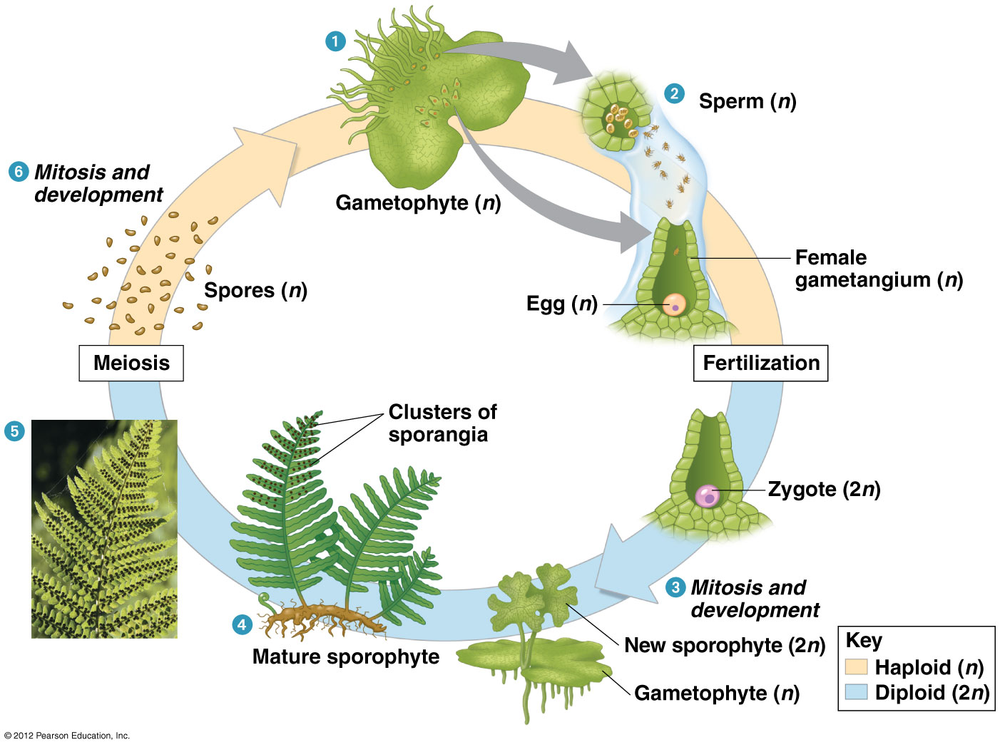 1
2
Sperm (n)
6 Mitosis and
development
Gametophyte (n)
Female
gametangium (n)
Spores (n)
Egg (n)
Meiosis
Fertilization
5
Clusters of
sporangia
Zygote (2n)
3 Mitosis and
development
4
Mature sporophyte
New sporophyte (2n)
Gametophyte (n)
Key
Haploid (n)
Diploid (2n)
© 2012 Pearson Education, Inc.